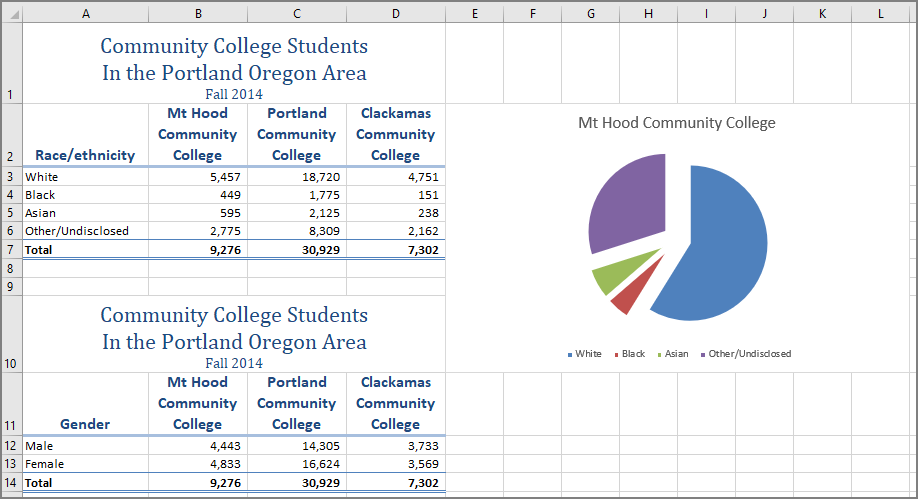 A B C D E F G H I J K L
1 Community College Students
In the Portland Oregon Area
Fall 2014
2 Race/ethnicity Mt Hood Community College Portland Community College Clackamas Community College
3 White 5,457 18,720 4,751
4 Black 449 1,775 151
5 Asian 595 2,125 238
6 Other/Undisclosed 2,775 8,309 2,162
7 Total 9,276 30,929 7,302
8
9
10 Community College Students
In the Portland Oregon Area
Fall 2014
11 Gender Mt Hood Community College Portland Community College Clackamas Community College
12 Male 4,443 14,305 3,733
13 Female 4,833 16,624 3,569
14 Total 9,276 30,929 7,302
Mt Hood Community College
White Black Asian Other/Undisclosed